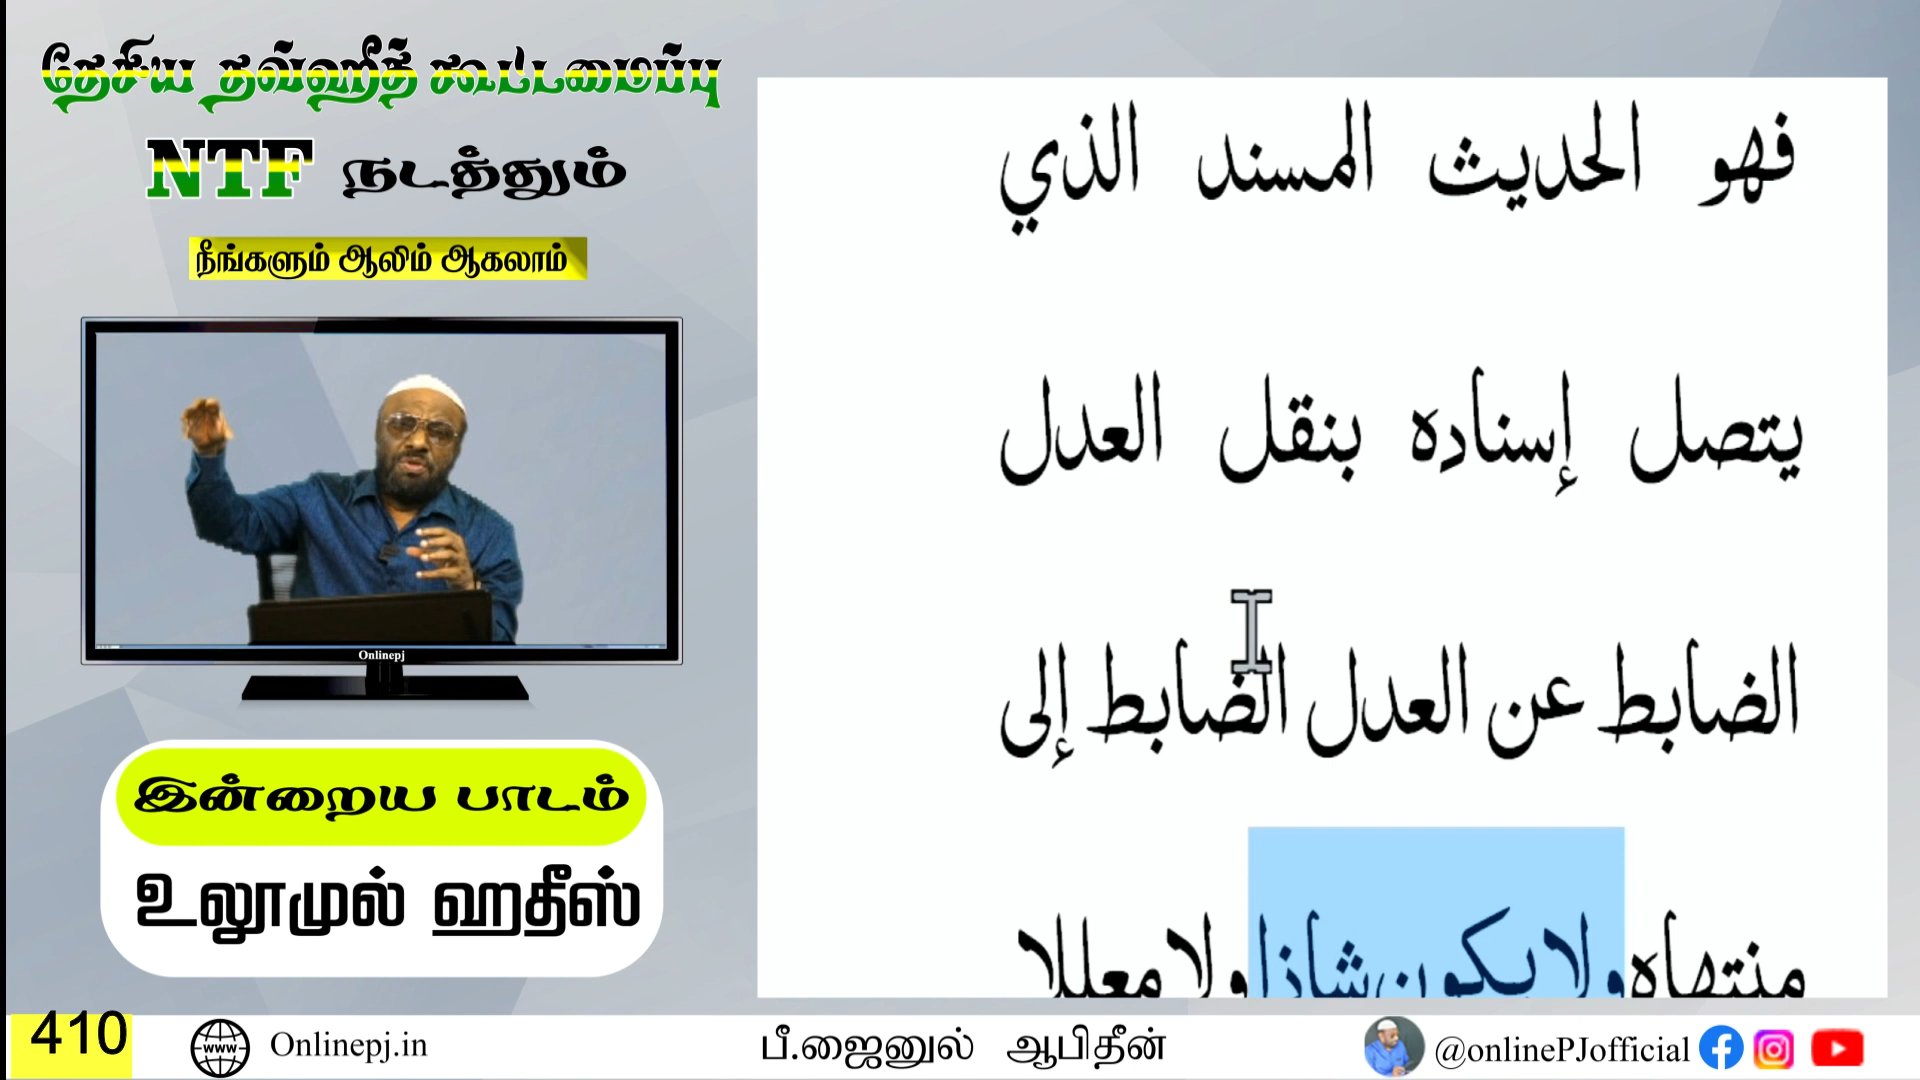 தேசிய தவ்ஹீத் கூட்டமைப்பு
NTF நடத்தும்
நீங்களும் ஆலிம் ஆகலாம்
Onlinepj
இன்றைய பாடம்
உலூமுல் ஹதீஸ்
فهو الحديث المسند الذي
يتصل إسناده بنقل العدل
الضابط عن العدل الضابط إلى
منتهاه ولا يكون شاذا ولا معللا
410
www
Onlinepj.in
பீ.ஜைனுல் ஆபிதீன்
@onlinePJofficial